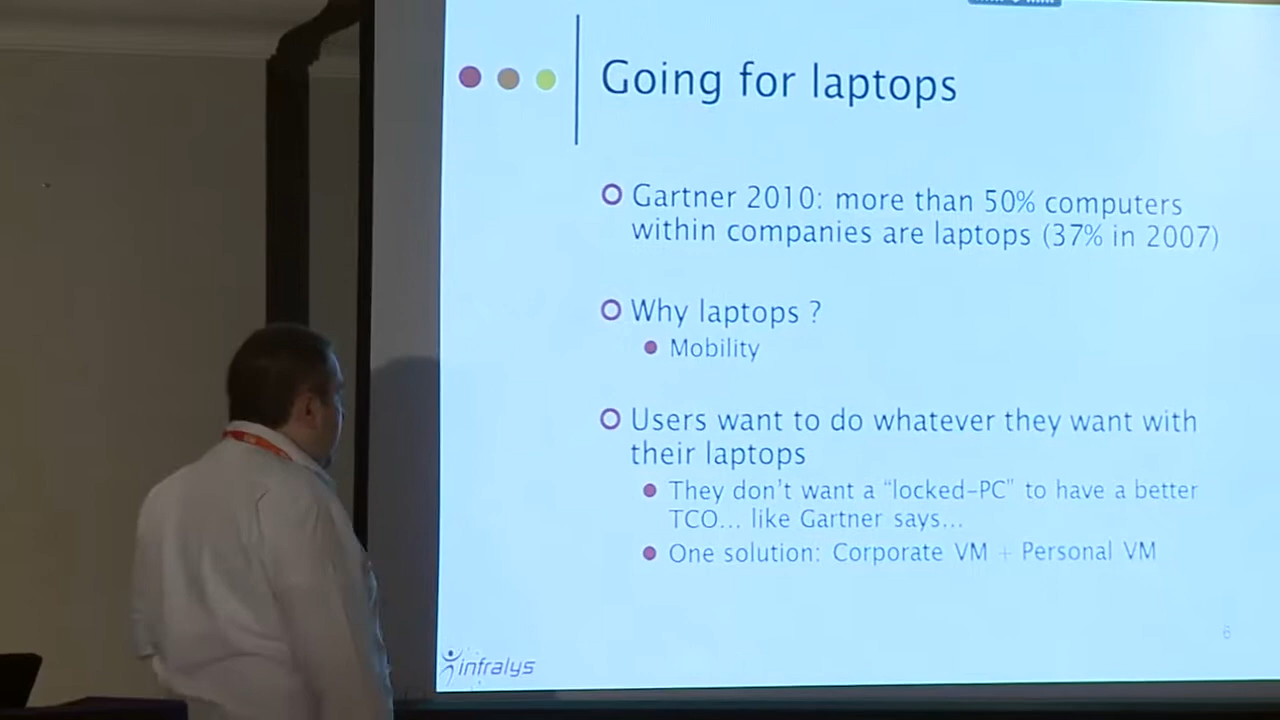 Going for laptops
Gartner 2010: more than 50% computers
within companies are laptops (37% in 2007)
Why laptops ?
Mobility
Users want to do whatever they want with
their laptops
They don't want a “locked-PC” to have a better
TCO... like Gartner says...
One solution: Corporate VM + Personal VM
6
infralys